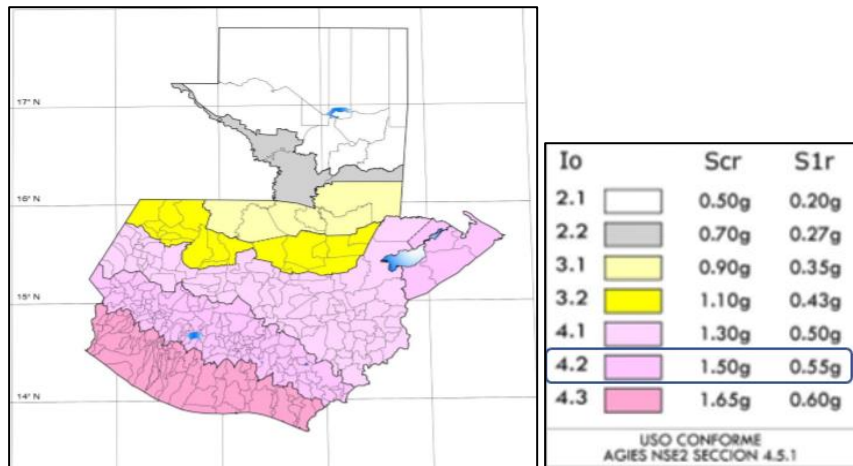 17° N
16° N
15° N
14° N
Io Scr S1r
2.1 0.50g 0.20g
2.2 0.70g 0.27g
3.1 0.90g 0.35g
3.2 1.10g 0.43g
4.1 1.30g 0.50g
4.2 1.50g 0.55g
4.3 1.65g 0.60g
USO CONFORME
AGIES NSE2 SECCION 4.5.1